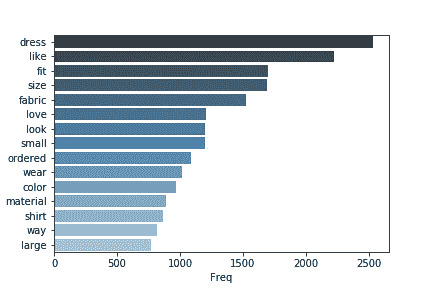 dress
like
fit
size
fabric
love
look
small
ordered
wear
color
material
shirt
way
large
0 500 1000 1500 2000 2500
Freq